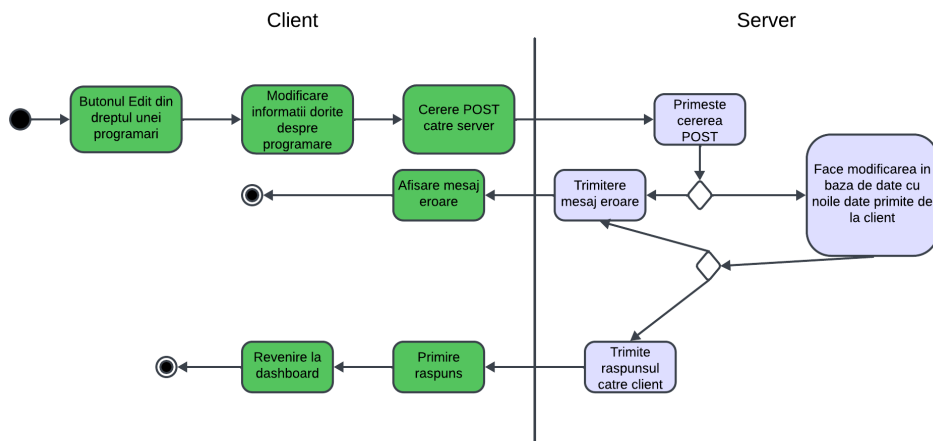 Client
Server
Butonul Edit din
dreptul unei
programari
Modificare
informatii dorite
despre
programare
Cerere POST
catre server
Primeste
cererea
POST
Face modificarea in
baza de date cu
noile date primite de
la client
Trimitere
mesaj eroare
Afisare mesaj
eroare
Trimite
raspunsul
catre client
Primire
raspuns
Revenire la
dashboard